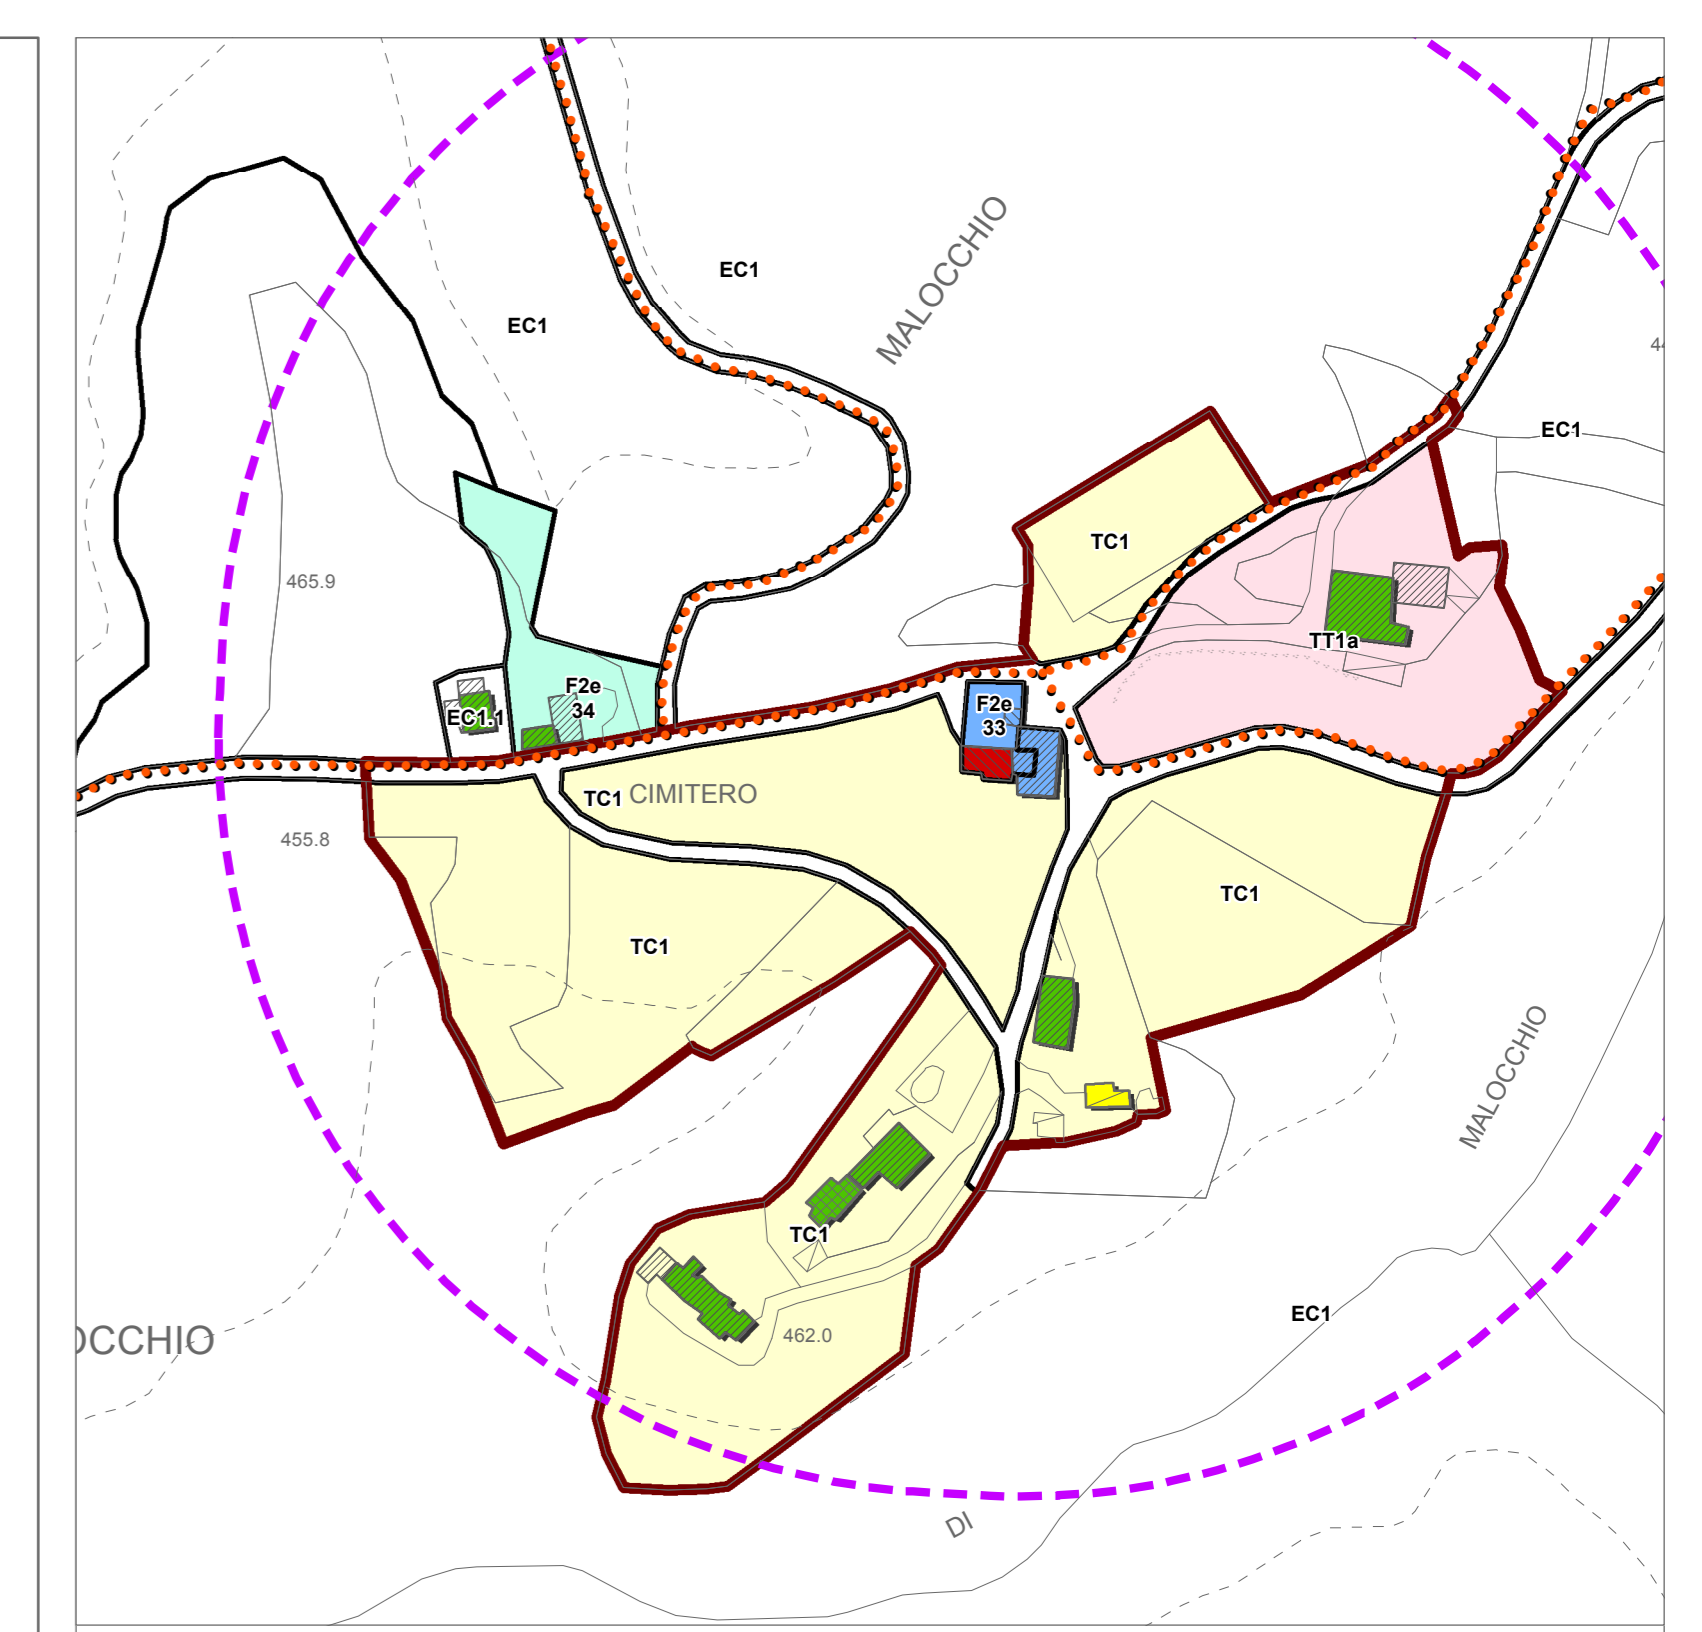 MALOCCHIO
EC1
EC1
44
EC1
TC1
465.9
TT1a
F2e
34
F2e
33
EC1.1
TC1 CIMITERO
455.8
TC1
TC1
MALOCCHIO
TC1
EC1
OCCHIO
462.0
DI